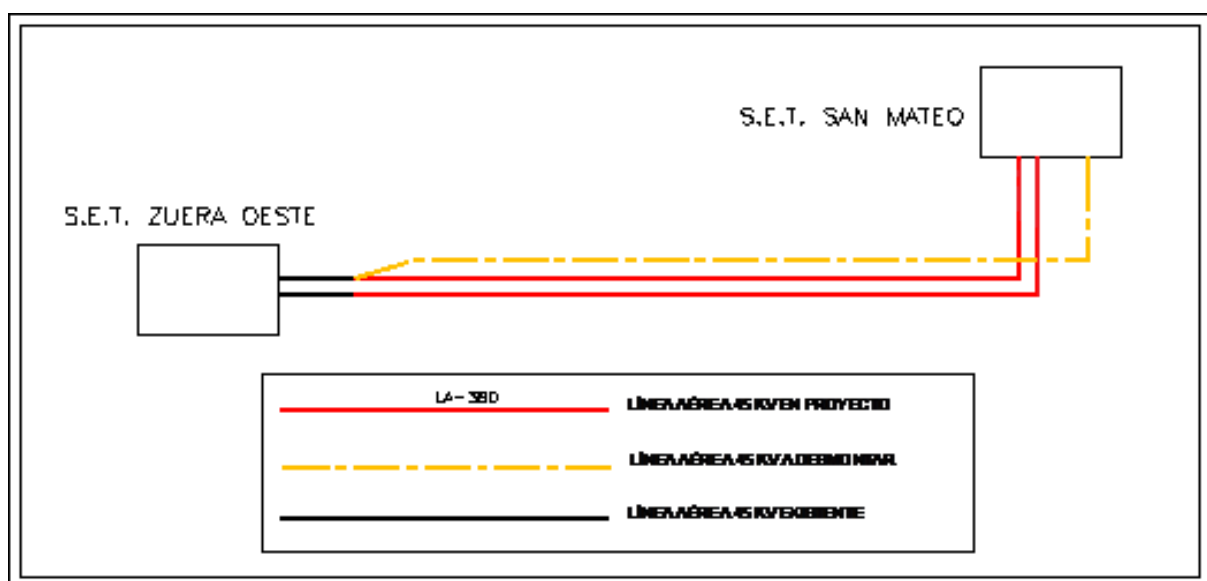 S.E.T. SAN MATEO
S.E.T. ZUERA OESTE
LA-380
LÍNEA AÉREA 45 KV EN PROYECTO
LÍNEA AÉREA 45 KV A DESMONTAR
LÍNEA AÉREA 45 KV EXISTENTE